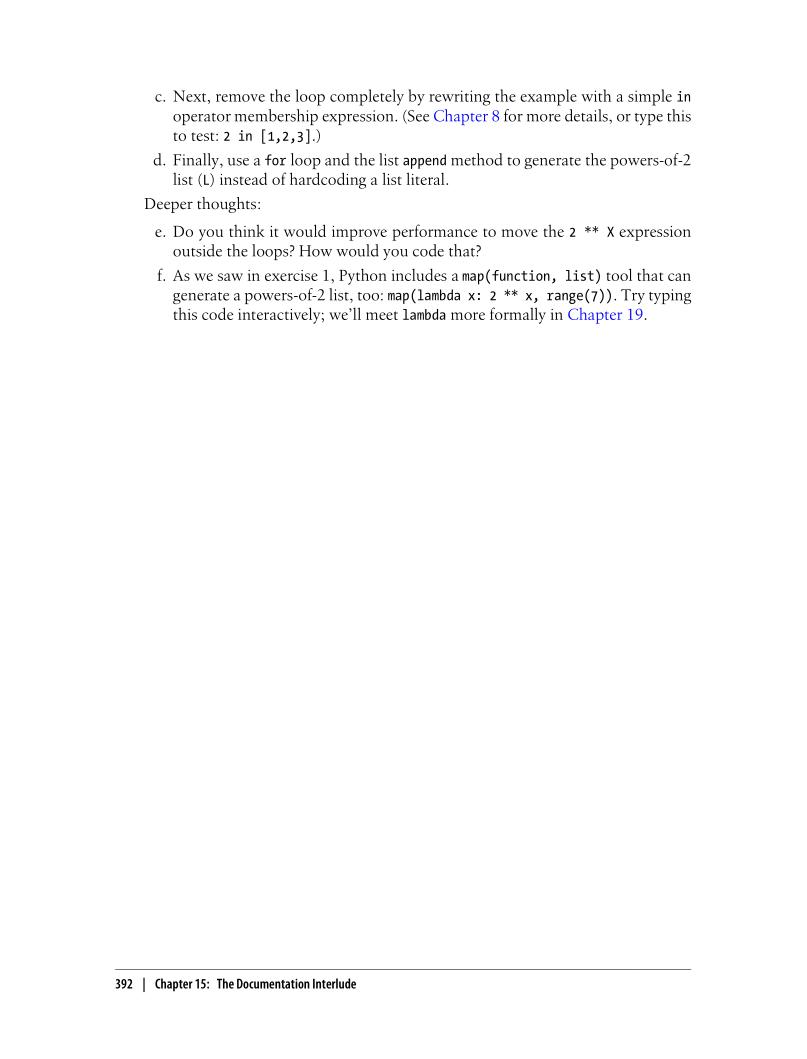 c. Next, remove the loop completely by rewriting the example with a simple in
operator membership expression. (See Chapter 8 for more details, or type this
to test: 2 in [1,2,3].)
d. Finally, use a for loop and the list append method to generate the powers-of-2
list (L) instead of hardcoding a list literal.
Deeper thoughts:
e. Do you think it would improve performance to move the 2 ** X expression
outside the loops? How would you code that?
f. As we saw in exercise 1, Python includes a map(function, list) tool that can
generate a powers-of-2 list, too: map(lambda x: 2 ** x, range(7)). Try typing
this code interactively; we’ll meet lambda more formally in Chapter 19.
392 | Chapter 15: The Documentation Interlude